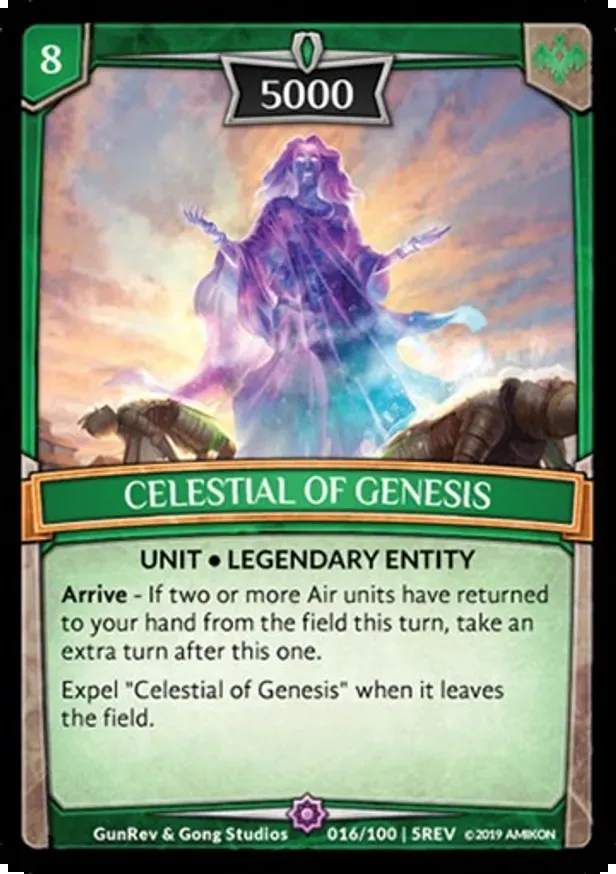 8
5000
CELESTIAL OF GENESIS
UNIT • LEGENDARY ENTITY
Arrive - If two or more Air units have returned
to your hand from the field this turn, take an
extra turn after this one.
Expel "Celestial of Genesis" when it leaves
the field.
GunRev & Gong Studios 016/100 | 5REV ©2019 AMIKON